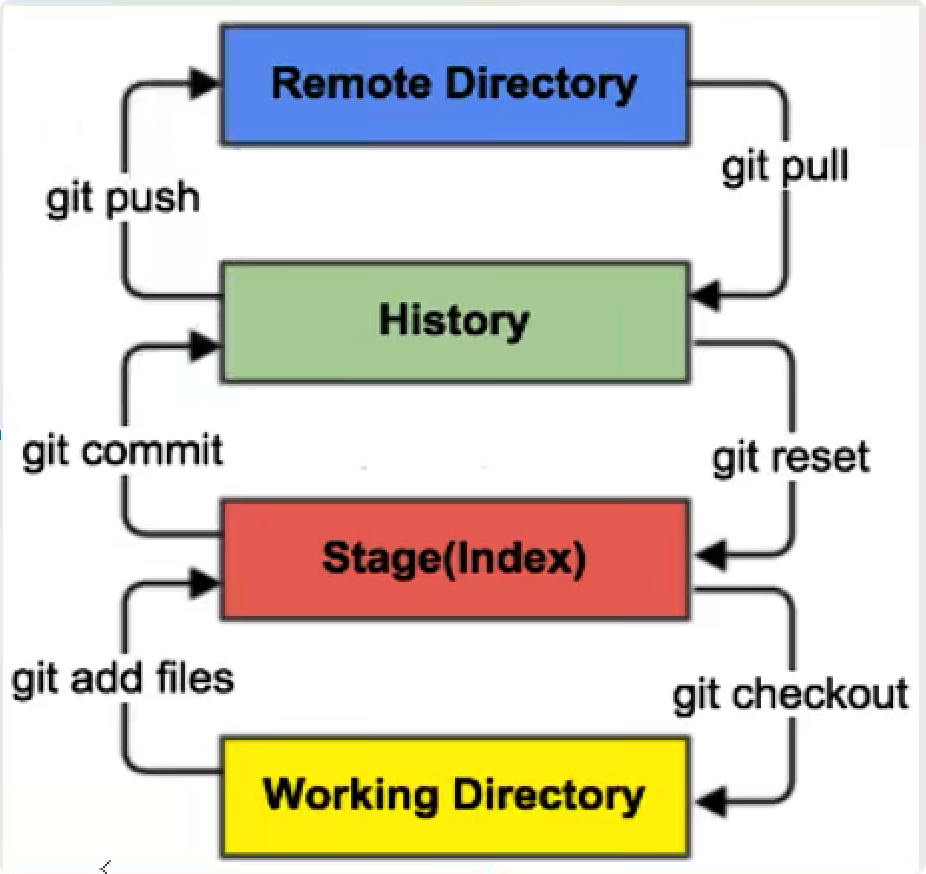 Remote Directory
git pull
git push
History
git commit
git reset
Stage(Index)
git add files
git checkout
Working Directory